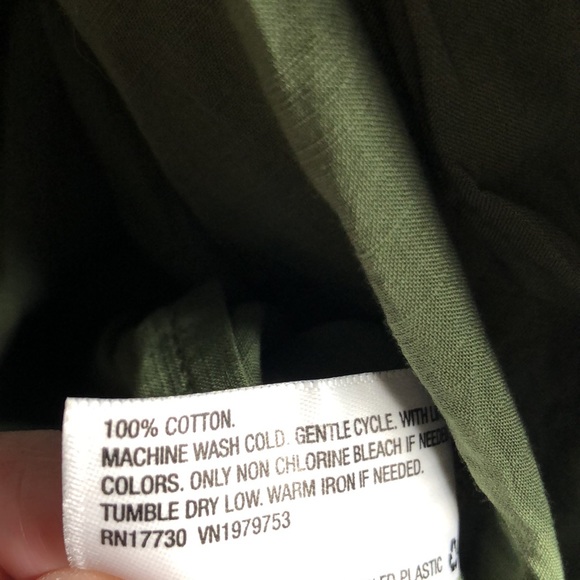 100% COTTON.
MACHINE WASH COLD. GENTLE CYCLE. WITH
COLORS. ONLY NON CHLORINE BLEACH IF NEEDED
TUMBLE DRY LOW. WARM IRON IF NEEDED.
RN17730 VN1979753
PLASTIC